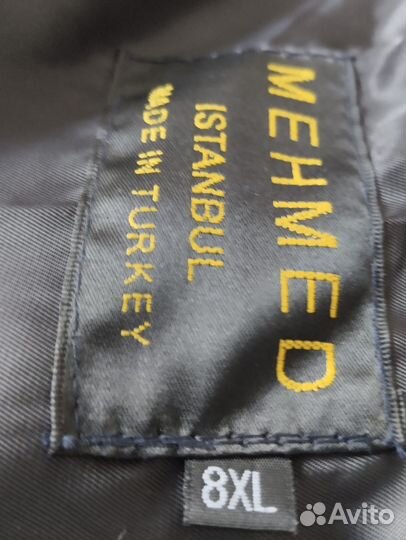 MEHMED
ISTANBUL
MADE IN TURKEY
8XL
Avito